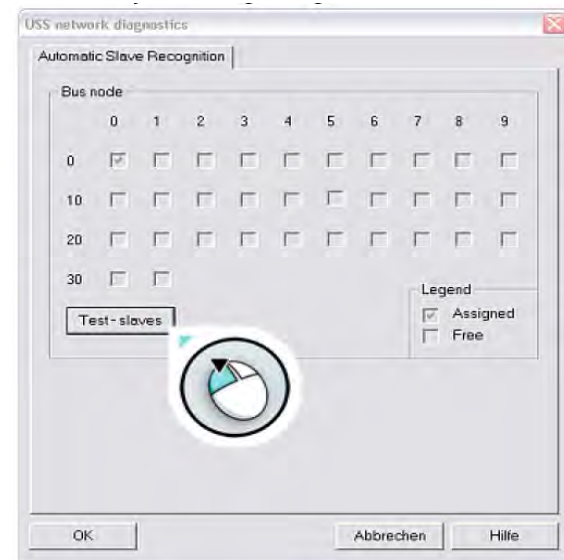 USS network diagnostics
Automatic Slave Recognition
Bus node
0 1 2 3 4 5 6 7 8 9
0
10
20
30
Legend
Test-slaves
Assigned
Free
OK Abbrechen Hilfe